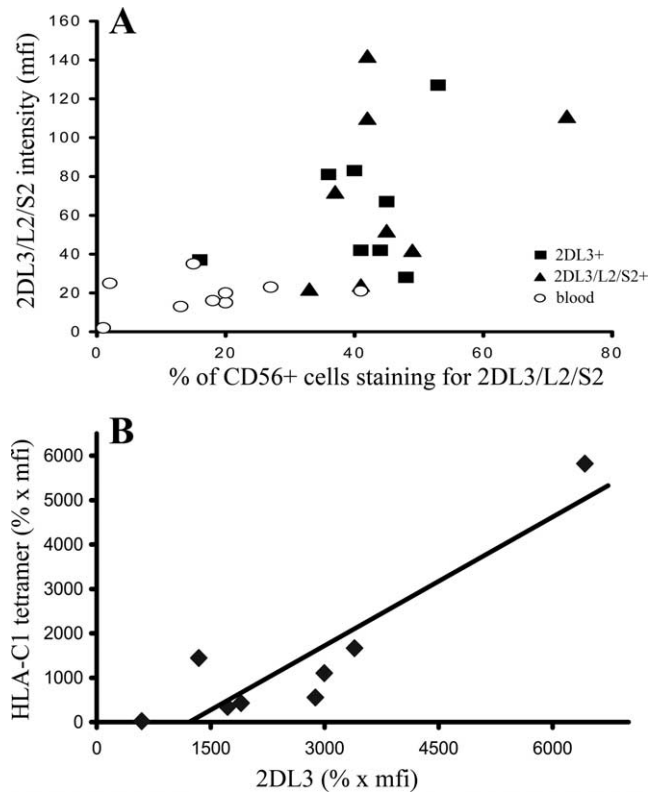 A
160
140
120
100
80
60
40
20
0
2DL3/L2/S2 intensity (mfi)
2DL3+
2DL3/L2/S2+
blood
0 20 40 60 80
% of CD56+ cells staining for 2DL3/L2/S2
B
6000
5000
4000
3000
2000
1000
0
HLA-C1 tetramer (% x mfi)
0 1500 3000 4500 6000
2DL3 (% x mfi)